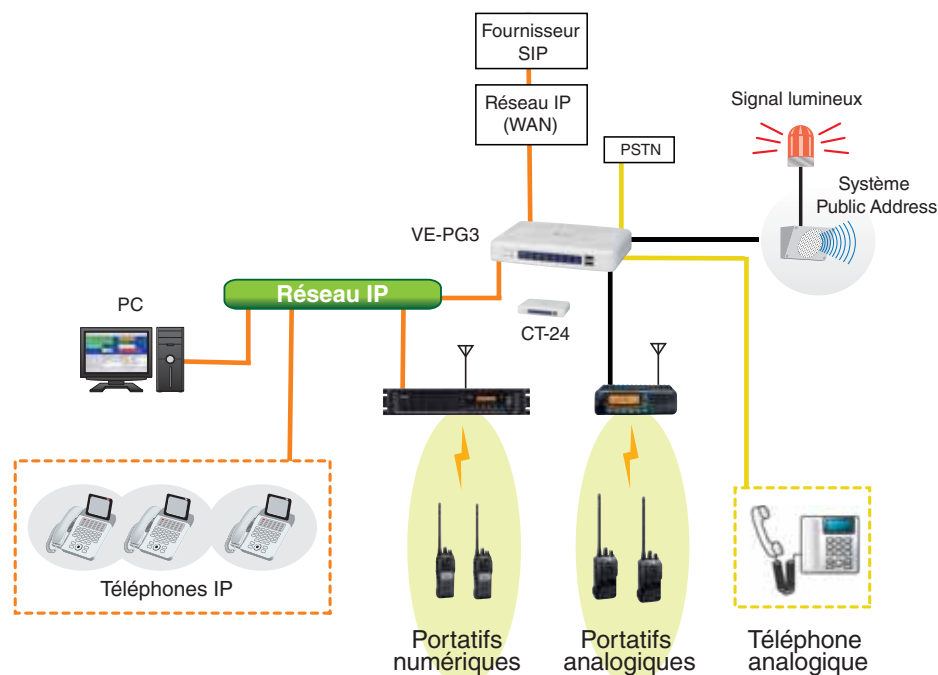 Fournisseur
SIP
Réseau IP
(WAN)
PSTN
Signal lumineux
Système
Public Address
VE-PG3
Réseau IP
PC
CT-24
Téléphones IP
Portatifs
numériques
Portatifs
analogiques
Téléphone
analogique